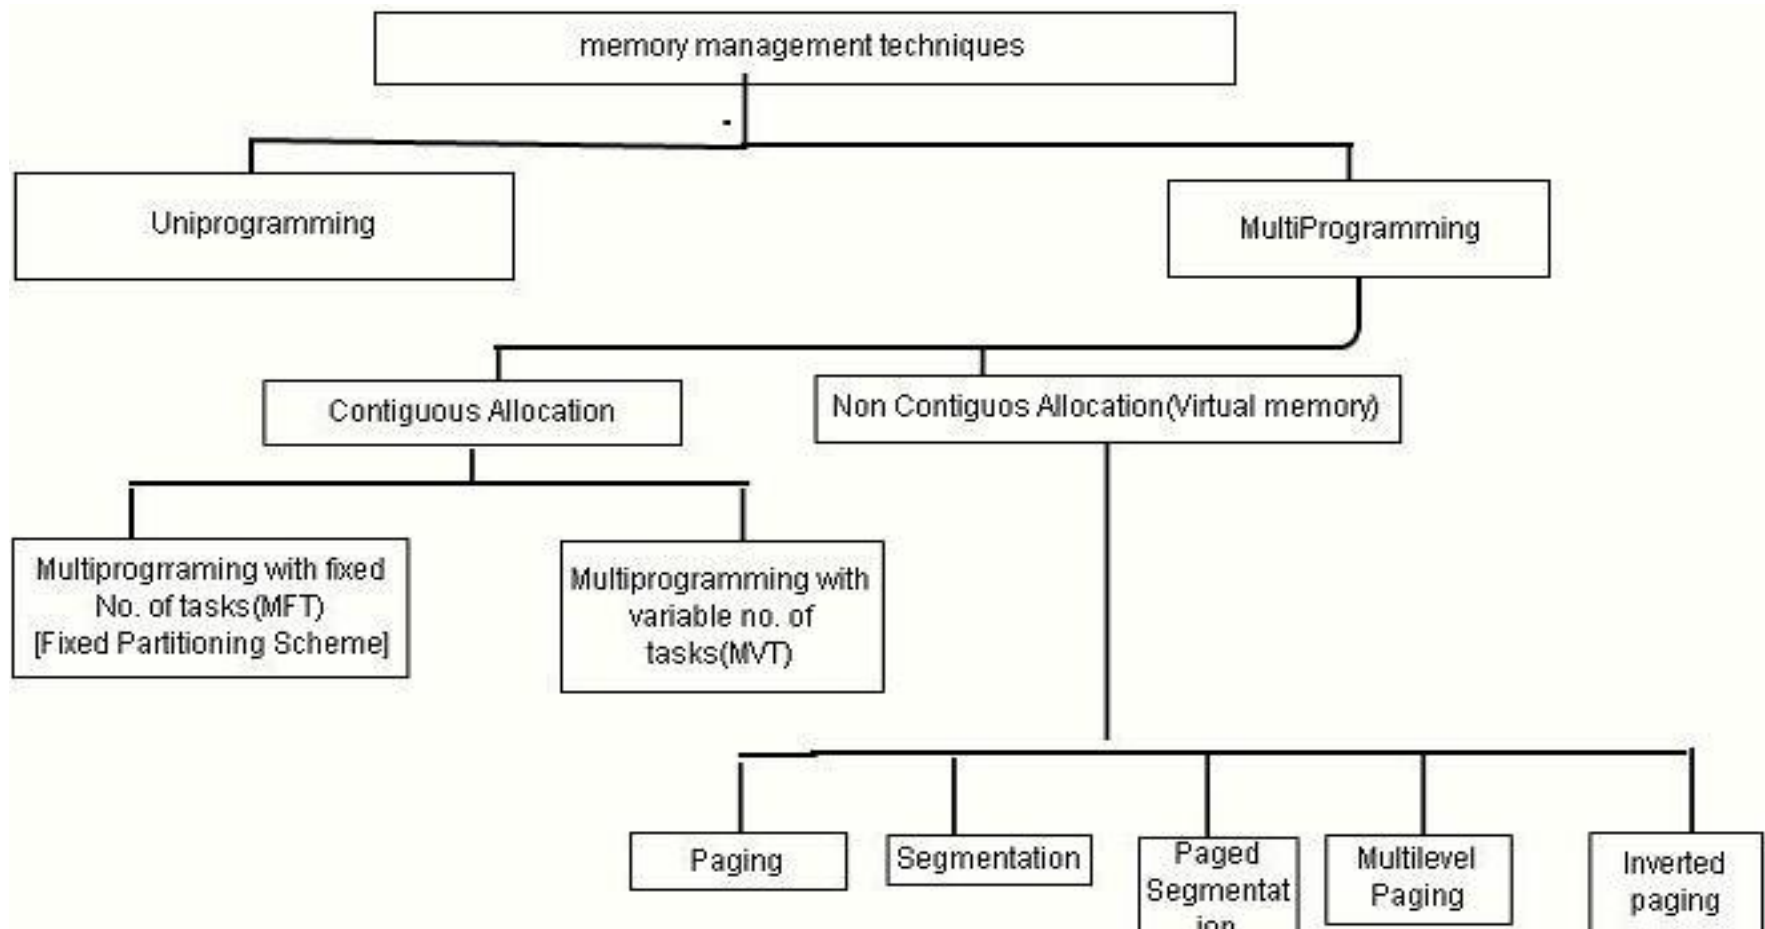 memory management techniques
Uniprogramming
MultiProgramming
Contiguous Allocation
Non Contiguos Allocation(Virtual memory)
Multiprogrraming with fixed
No. of tasks(MFT)
[Fixed Partitioning Scheme]
Multiprogramming with
variable no. of
tasks(MVT)
Paging
Segmentation
Paged
Segmentat
ion
Multilevel
Paging
Inverted
paging